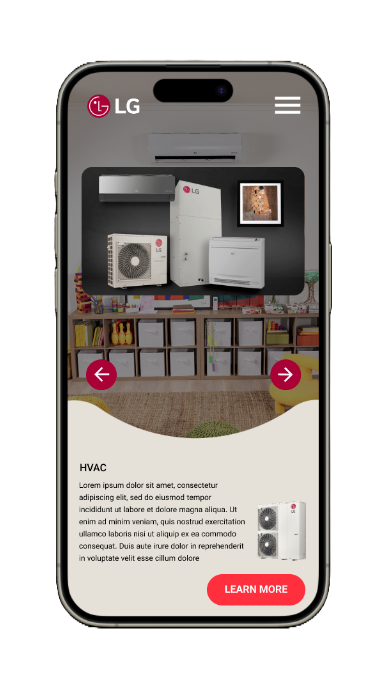 LG
LG
LG
HVAC
Lorem ipsum dolor sit amet, consectetur
adipiscing elit, sed do eiusmod tempor
incididunt ut labore et dolore magna aliqua. Ut
enim ad minim veniam, quis nostrud exercitation
ullamco laboris nisi ut aliquip ex ea commodo
consequat. Duis aute irure dolor in reprehenderit
in voluptate velit esse cillum dolore
LEARN MORE